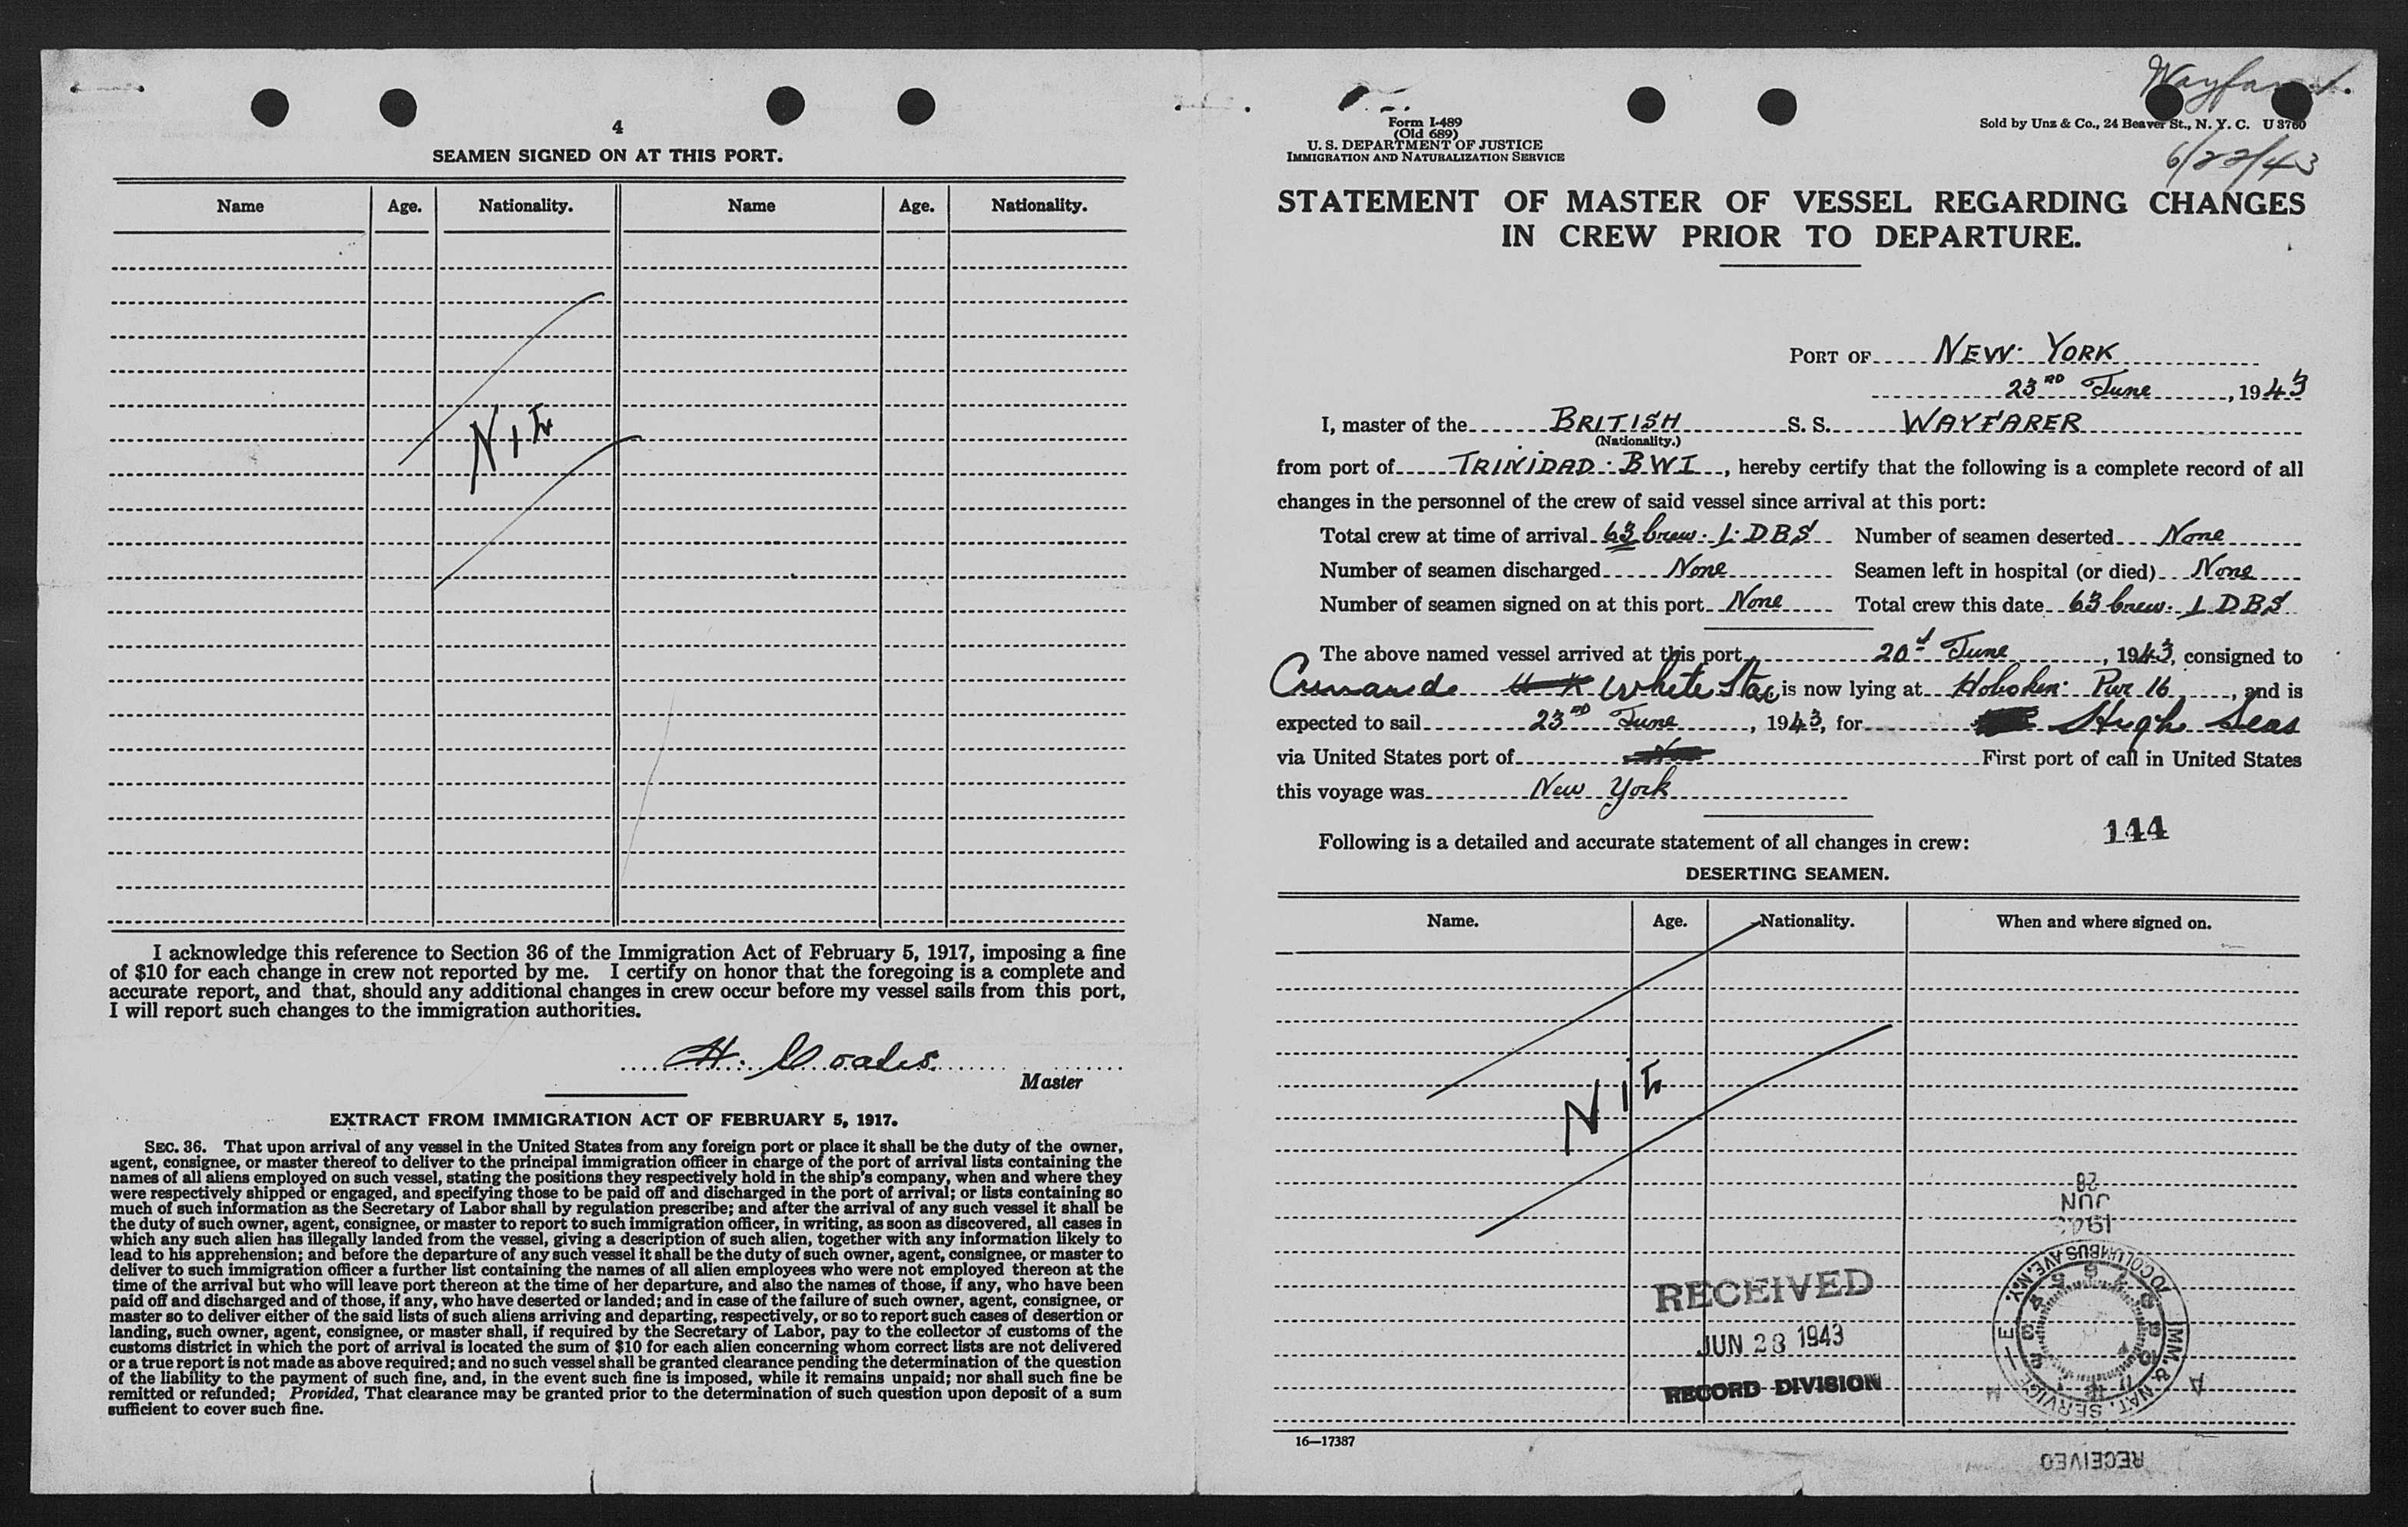 4
SEAMEN SIGNED ON AT THIS PORT.
Name Age. Nationality. Name Age. Nationality.
NIL
I acknowledge this reference to Section 36 of the Immigration Act of February 5, 1917, imposing a fine
of $10 for each change in crew not reported by me. I certify on honor that the foregoing is a complete and
accurate report, and that, should any additional changes in crew occur before my vessel sails from this port,
I will report such changes to the immigration authorities.
H. Coales
Master
EXTRACT FROM IMMIGRATION ACT OF FEBRUARY 5, 1917.
SEC. 36. That upon arrival of any vessel in the United States from any foreign port or place it shall be the duty of the owner,
agent, consignee, or master thereof to deliver to the principal immigration officer in charge of the port of arrival lists containing the
names of all aliens employed on such vessel, stating the positions they respectively hold in the ship's company, when and where they
were respectively shipped or engaged, and specifying those to be paid off and discharged in the port of arrival; or lists containing so
much of such information as the Secretary of Labor shall by regulation prescribe; and after the arrival of any such vessel it shall be
the duty of such owner, agent, consignee, or master to report to such immigration officer, in writing, as soon as discovered, all cases in
which any such alien has illegally landed from the vessel, giving a description of such alien, together with any information likely to
lead to his apprehension; and before the departure of any such vessel it shall be the duty of such owner, agent, consignee, or master to
deliver to such immigration officer a further list containing the names of all alien employees who were not employed thereon at the
time of the arrival but who will leave port thereon at the time of her departure, and also the names of those, if any, who have been
paid off and discharged and of those, if any, who have deserted or landed; and in case of the failure of such owner, agent, consignee, or
master so to deliver either of the said lists of such aliens arriving and departing, respectively, or so to report such cases of desertion or
landing, such owner, agent, consignee, or master shall, if required by the Secretary of Labor, pay to the collector of customs of the
customs district in which the port of arrival is located the sum of $10 for each alien concerning whom correct lists are not delivered
or a true report is not made as above required; and no such vessel shall be granted clearance pending the determination of the question
of the liability to the payment of such fine, and, in the event such fine is imposed, while it remains unpaid; nor shall such fine be
remitted or refunded; Provided, That clearance may be granted prior to the determination of such question upon deposit of a sum
sufficient to cover such fine.
Form I-489
(Old 689)
U. S. DEPARTMENT OF JUSTICE
IMMIGRATION AND NATURALIZATION SERVICE
Sold by Unz & Co., 24 Beaver St., N. Y. C. U 3760
6/22/43
STATEMENT OF MASTER OF VESSEL REGARDING CHANGES
IN CREW PRIOR TO DEPARTURE.
PORT OF NEW YORK
23RD June, 1943
I, master of the BRITISH S. S. WAYFARER
(Nationality.)
from port of TRINIDAD. BWI, hereby certify that the following is a complete record of all
changes in the personnel of the crew of said vessel since arrival at this port:
Total crew at time of arrival 63 Crew. 1. DBS Number of seamen deserted None
Number of seamen discharged None Seamen left in hospital (or died) None
Number of seamen signed on at this port None Total crew this date 63 Crew. 1 DBS
The above named vessel arrived at this port 20 June, 1943, consigned to
Cunard White Star, is now lying at Hoboken Pier 16, and is
expected to sail 23RD June, 1943, for High Seas
via United States port of First port of call in United States
this voyage was New York
144
Following is a detailed and accurate statement of all changes in crew:
DESERTING SEAMEN.
Name. Age. Nationality. When and where signed on.
NIL
28
JUN
RECEIVED
JUN 28 1943
RECORD DIVISION
70 COLUMBUS AVE. N.Y.
IMM. & NAT. SERVICE
16—17387
RECEIVED